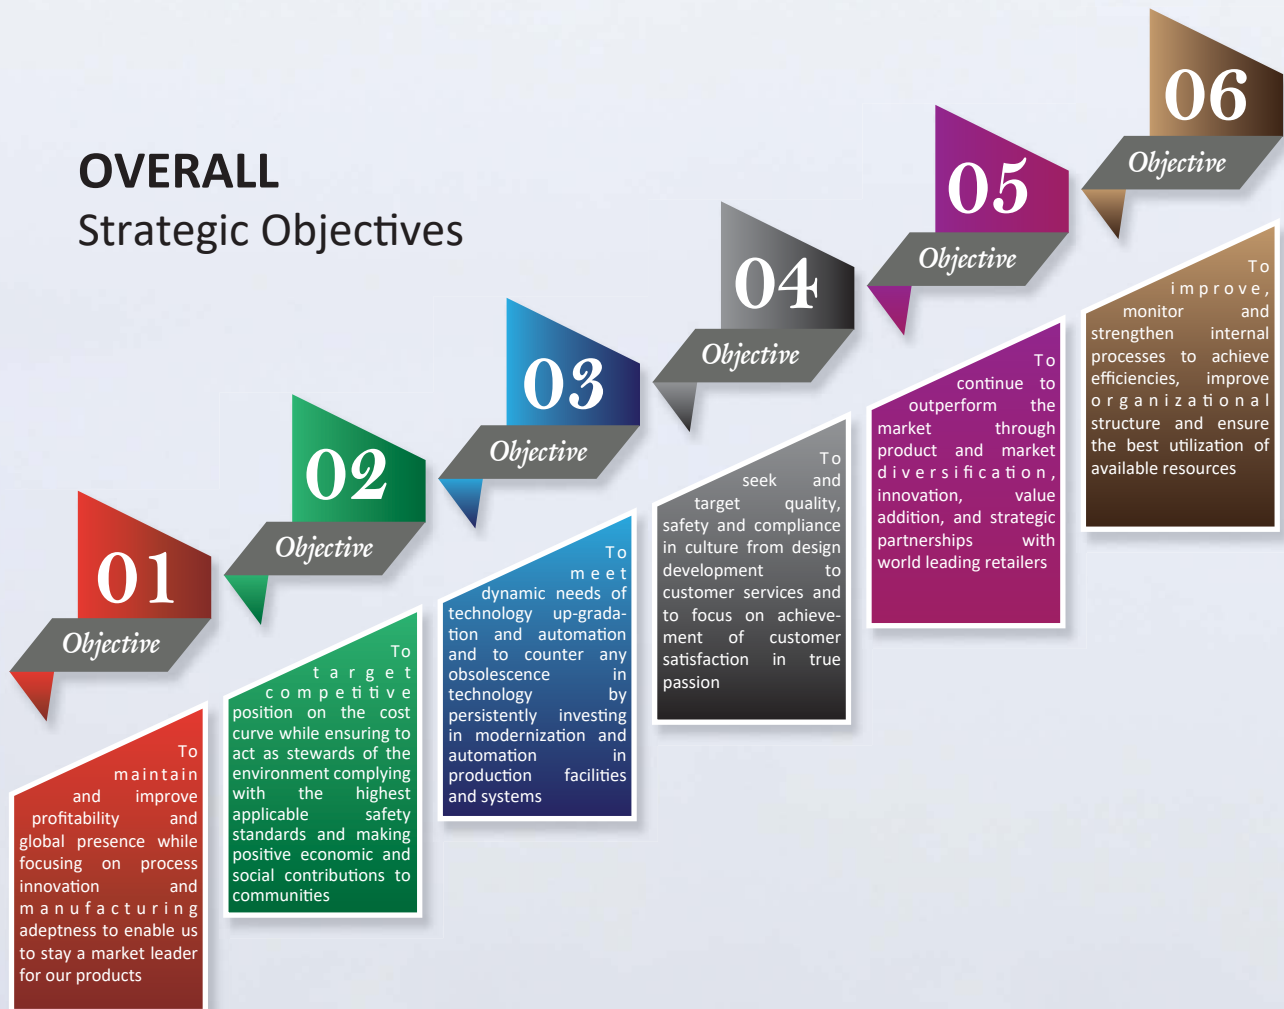 OVERALL
Strategic Objectives
01
Objective
To
maintain
and improve
profitability and
global presence while
focusing on process
innovation and
manufacturing
adeptness to enable us
to stay a market leader
for our products
02
Objective
To
target
competitive
position on the cost
curve while ensuring to
act as stewards of the
environment complying
with the highest
applicable safety
standards and making
positive economic and
social contributions to
communities
03
Objective
To
meet
dynamic needs of
technology up-grada-
tion and automation
and to counter any
obsolescence in
technology by
persistently investing
in modernization and
automation in
production facilities
and systems
04
Objective
To
seek and
target quality,
safety and compliance
in culture from design
development to
customer services and
to focus on achieve-
ment of customer
satisfaction in true
passion
05
Objective
To
continue to
outperform the
market through
product and market
diversification,
innovation, value
addition, and strategic
partnerships with
world leading retailers
06
Objective
To
improve,
monitor and
strengthen internal
processes to achieve
efficiencies, improve
organizational
structure and ensure
the best utilization of
available resources